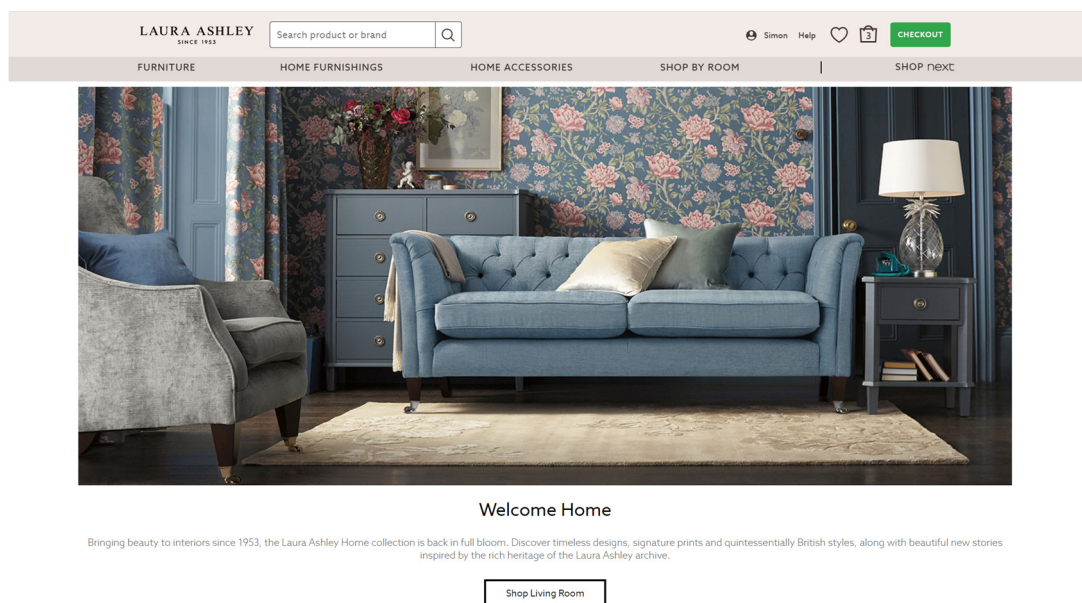 LAURA ASHLEY
SINCE 1953
Search product or brand
Simon
Help
3
CHECKOUT
FURNITURE
HOME FURNISHINGS
HOME ACCESSORIES
SHOP BY ROOM
SHOP next
Welcome Home
Bringing beauty to interiors since 1953, the Laura Ashley Home collection is back in full bloom. Discover timeless designs, signature prints and quintessentially British styles, along with beautiful new stories
inspired by the rich heritage of the Laura Ashley archive.
Shop Living Room